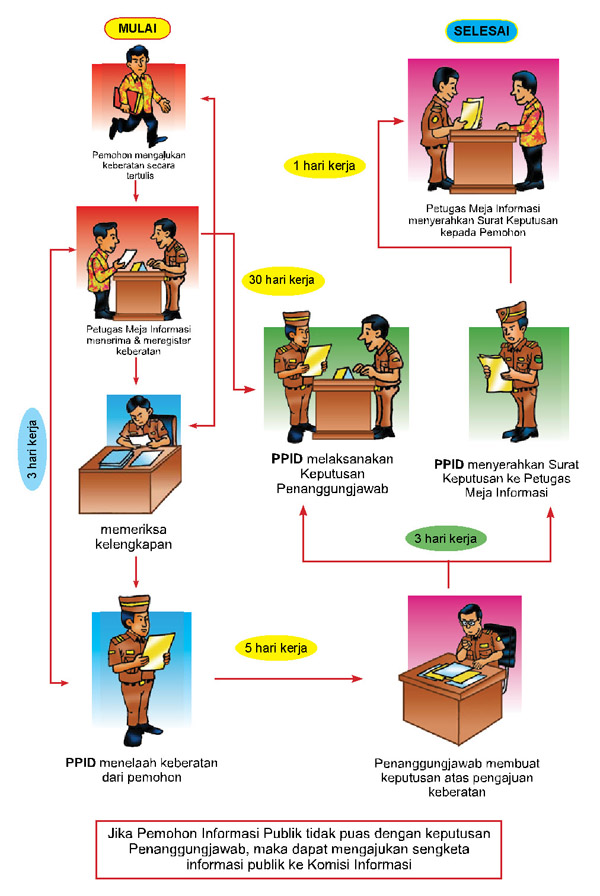 MULAI
Pemohon mengajukan
keberatan secara
tertulis
Petugas Meja Informasi
menerima & meregister
keberatan
3 hari kerja
memeriksa
kelengkapan
PPID menelaah keberatan
dari pemohon
5 hari kerja
Penanggungjawab membuat
keputusan atas pengajuan
keberatan
3 hari kerja
30 hari kerja
PPID melaksanakan
Keputusan
Penanggungjawab
PPID menyerahkan Surat
Keputusan ke Petugas
Meja Informasi
1 hari kerja
SELESAI
Petugas Meja Informasi
menyerahkan Surat Keputusan
kepada Pemohon
Jika Pemohon Informasi Publik tidak puas dengan keputusan
Penanggungjawab, maka dapat mengajukan sengketa
informasi publik ke Komisi Informasi